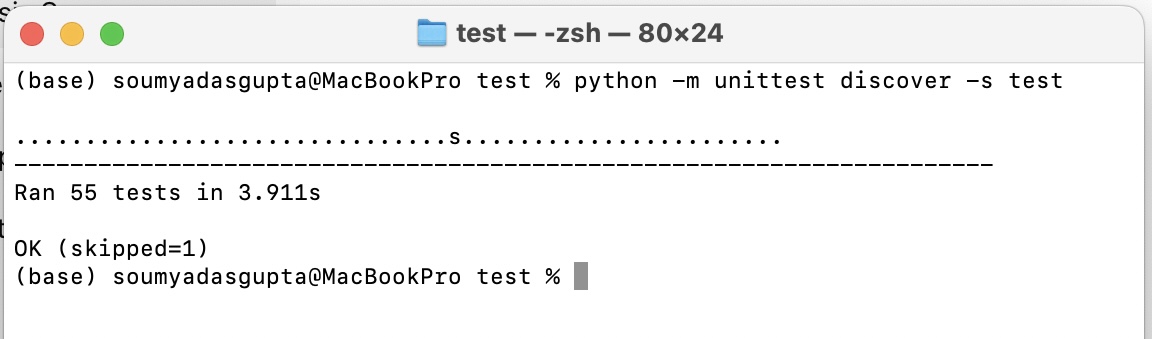 test — -zsh — 80×24
(base) soumyadasgupta@MacBookPro test % python -m unittest discover -s test
...............................s.......................
----------------------------------------------------------------------
Ran 55 tests in 3.911s
OK (skipped=1)
(base) soumyadasgupta@MacBookPro test %